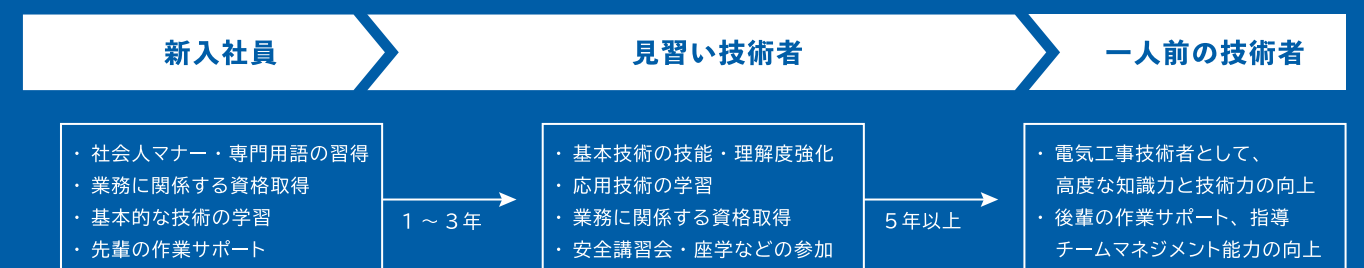 新入社員
見習い技術者
一人前の技術者
・社会人マナー・専門用語の習得
・業務に関係する資格取得
・基本的な技術の学習
・先輩の作業サポート
1～3年
・基本技術の技能・理解度強化
・応用技術の学習
・業務に関係する資格取得
・安全講習会・座学などの参加
5年以上
・電気工事技術者として、
高度な知識力と技術力の向上
・後輩の作業サポート、指導
チームマネジメント能力の向上